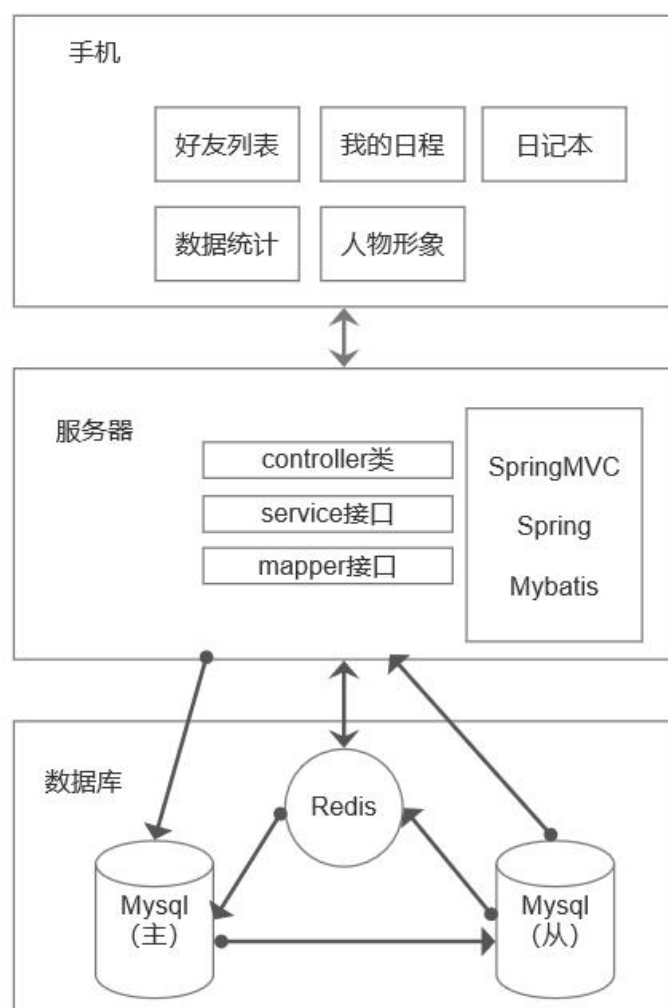 手机
好友列表
我的日程
日记本
数据统计
人物形象
服务器
controller类
service接口
mapper接口
SpringMVC
Spring
Mybatis
数据库
Redis
Mysql
(主)
Mysql
(从)